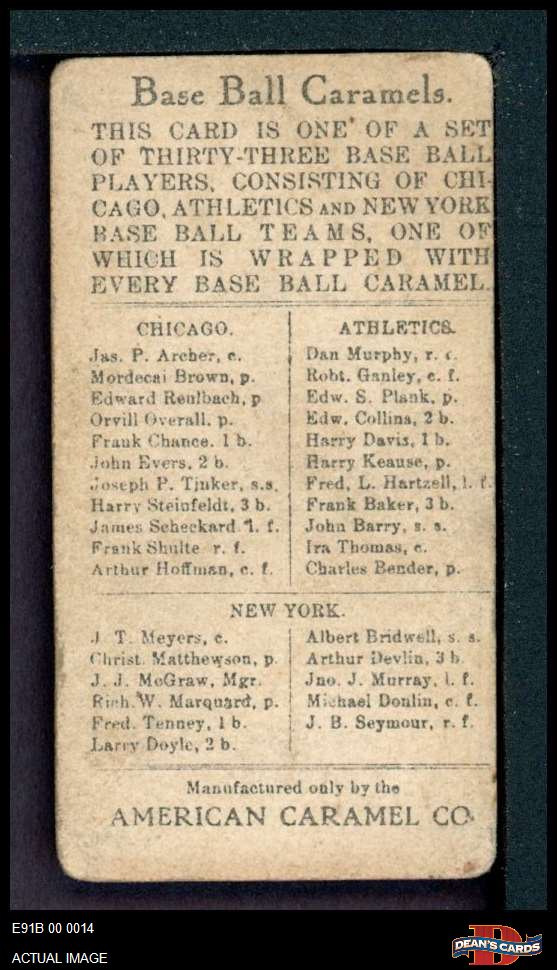 Base Ball Caramels.
THIS CARD IS ONE OF A SET
OF THIRTY-THREE BASE BALL
PLAYERS, CONSISTING OF CHI-
CAGO, ATHLETICS AND NEW YORK
BASE BALL TEAMS, ONE OF
WHICH IS WRAPPED WITH
EVERY BASE BALL CARAMEL.
CHICAGO.
Jas. P. Archer, c.
Mordecai Brown, p.
Edward Reulbach, p
Orvill Overall, p.
Frank Chance. 1 b.
John Evers, 2 b.
Joseph P. Tinker, s.s.
Harry Steinfeldt, 3 b.
James Scheckard l. f.
Frank Shulte r. f.
Arthur Hoffman, c. f.
ATHLETICS.
Dan Murphy, r. f.
Robt. Ganley, c. f.
Edw. S. Plank, p.
Edw. Collins, 2 b.
Harry Davis, 1 b.
Harry Keause, p.
Fred. L. Hartzell, l. f.
Frank Baker, 3 b.
John Barry, s. s.
Ira Thomas, c.
Charles Bender, p.
NEW YORK.
J. T. Meyers, c.
Christ. Matthewson, p.
J. J. McGraw, Mgr.
Rich. W. Marquard, p.
Fred. Tenney, 1 b.
Larry Doyle, 2 b.
Albert Bridwell, s. s.
Arthur Devlin, 3 b.
Jno. J. Murray, l. f.
Michael Donlin, c. f.
J. B. Seymour, r. f.
Manufactured only by the
AMERICAN CARAMEL CO.
E91B 00 0014
ACTUAL IMAGE
D
DEAN'S CARDS